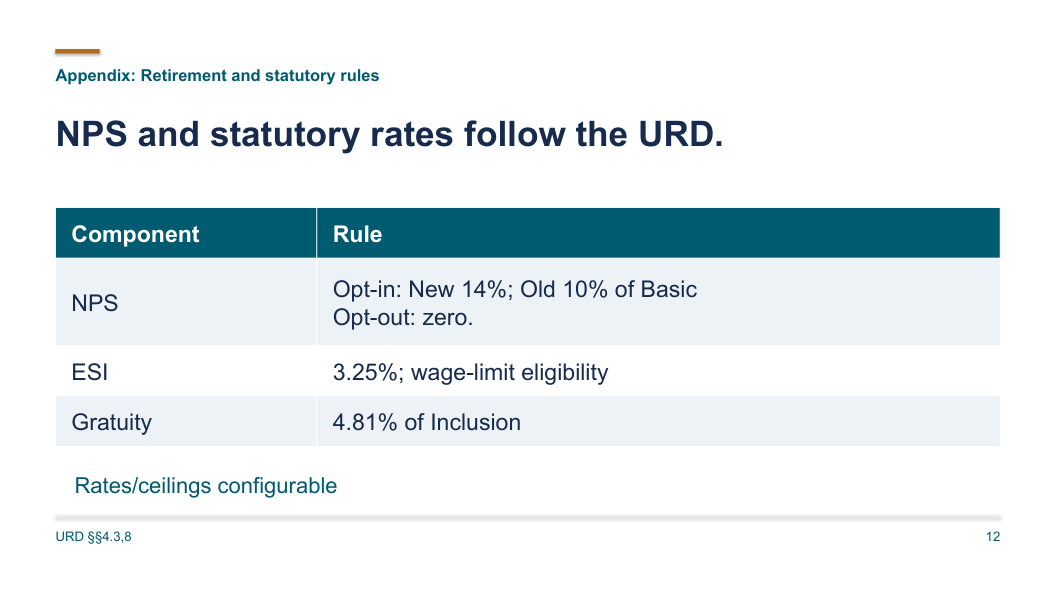 Appendix: Retirement and statutory rules
NPS and statutory rates follow the URD.
Component Rule
NPS
Opt-in: New 14%; Old 10% of Basic
Opt-out: zero.
ESI 3.25%; wage-limit eligibility
Gratuity 4.81% of Inclusion
Rates/ceilings configurable
URD §§4.3,8 12